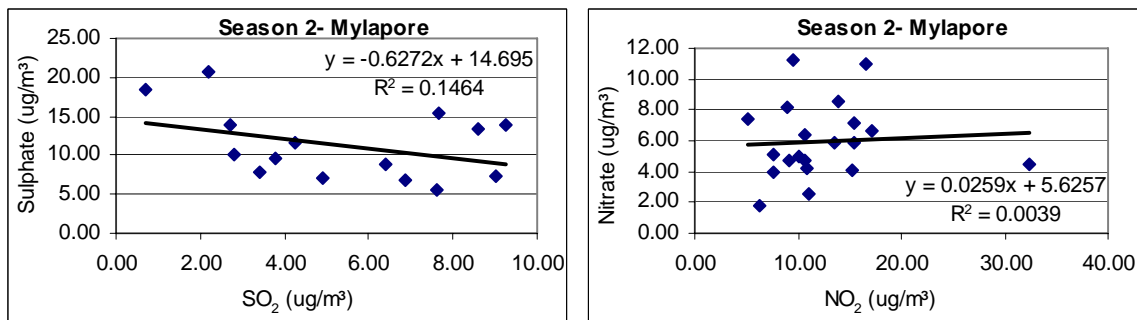 Season 2- Mylapore
y = -0.6272x + 14.695
R² = 0.1464
Sulphate (ug/m³)
25.00
20.00
15.00
10.00
5.00
0.00
0.00 2.00 4.00 6.00 8.00 10.00
SO₂ (ug/m³)
Season 2- Mylapore
Nitrate (ug/m³)
12.00
10.00
8.00
6.00
4.00
2.00
0.00
y = 0.0259x + 5.6257
R² = 0.0039
0.00 10.00 20.00 30.00 40.00
NO₂ (ug/m³)